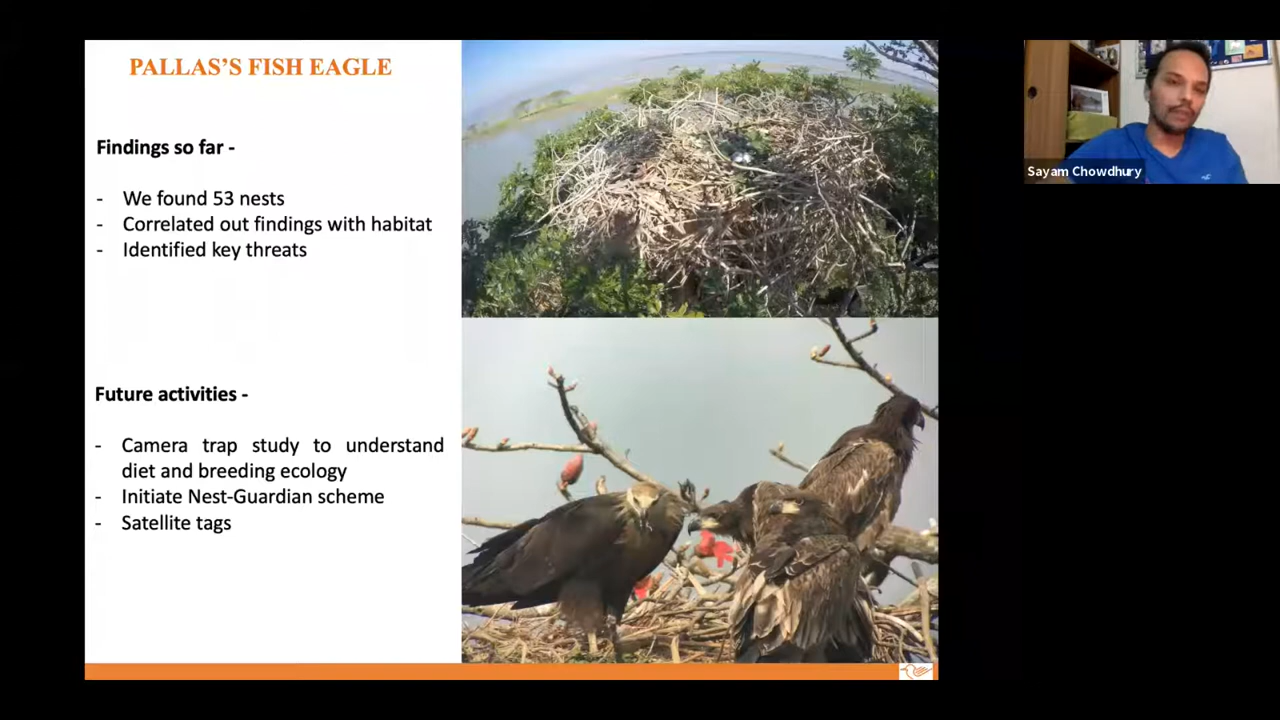 PALLAS'S FISH EAGLE
Findings so far -
- We found 53 nests
- Correlated out findings with habitat
- Identified key threats
Future activities -
- Camera trap study to understand
diet and breeding ecology
- Initiate Nest-Guardian scheme
- Satellite tags
Sayam Chowdhury